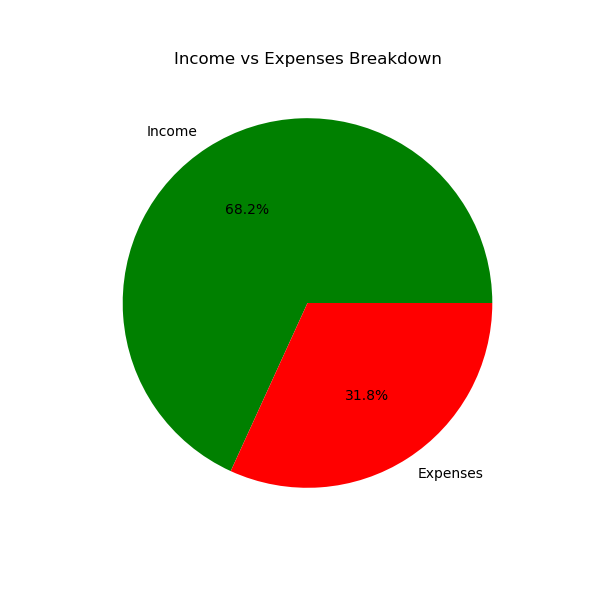 Income vs Expenses Breakdown
Income
68.2%
31.8%
Expenses